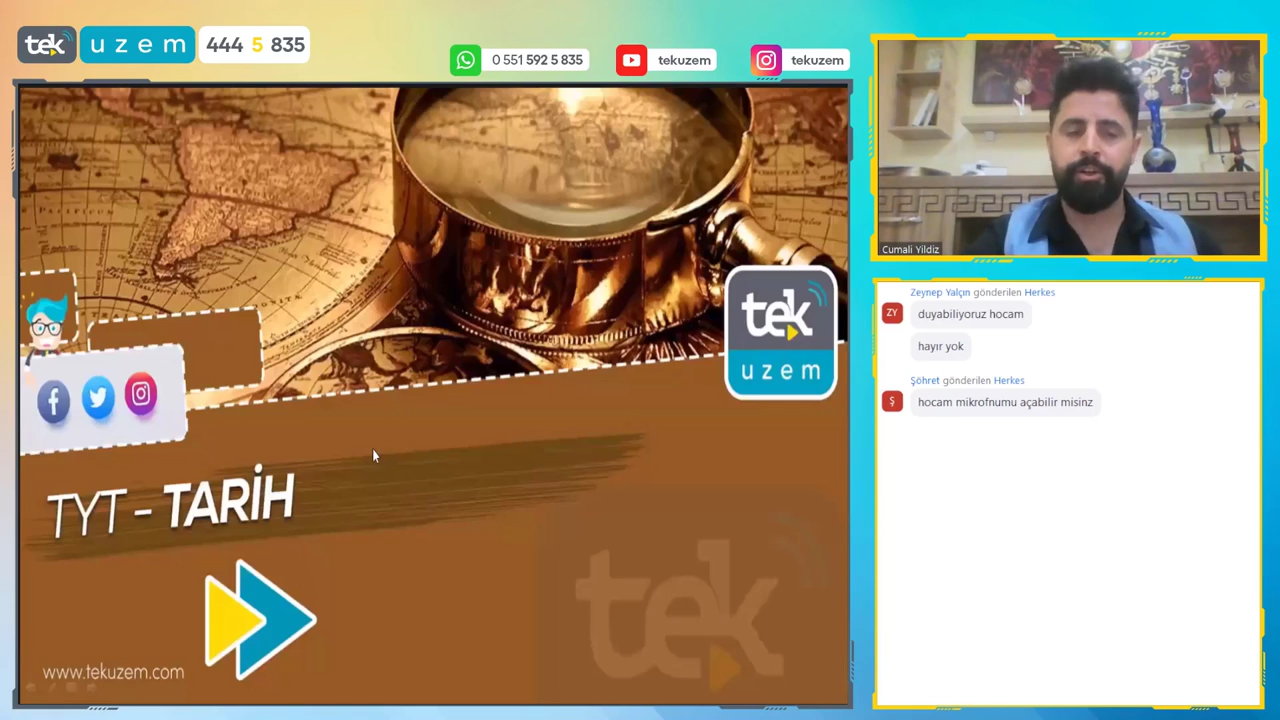 tek uzem 444 5 835
0 551 592 5 835 tekuzem tekuzem
tek
uzem
TYT - TARİH
tek
www.tekuzem.com
Cumali Yildiz
Zeynep Yalçın gönderilen Herkes
ZY duyabiliyoruz hocam
hayır yok
Şöhret gönderilen Herkes
Ş hocam mikrofnumu açabilir misinz